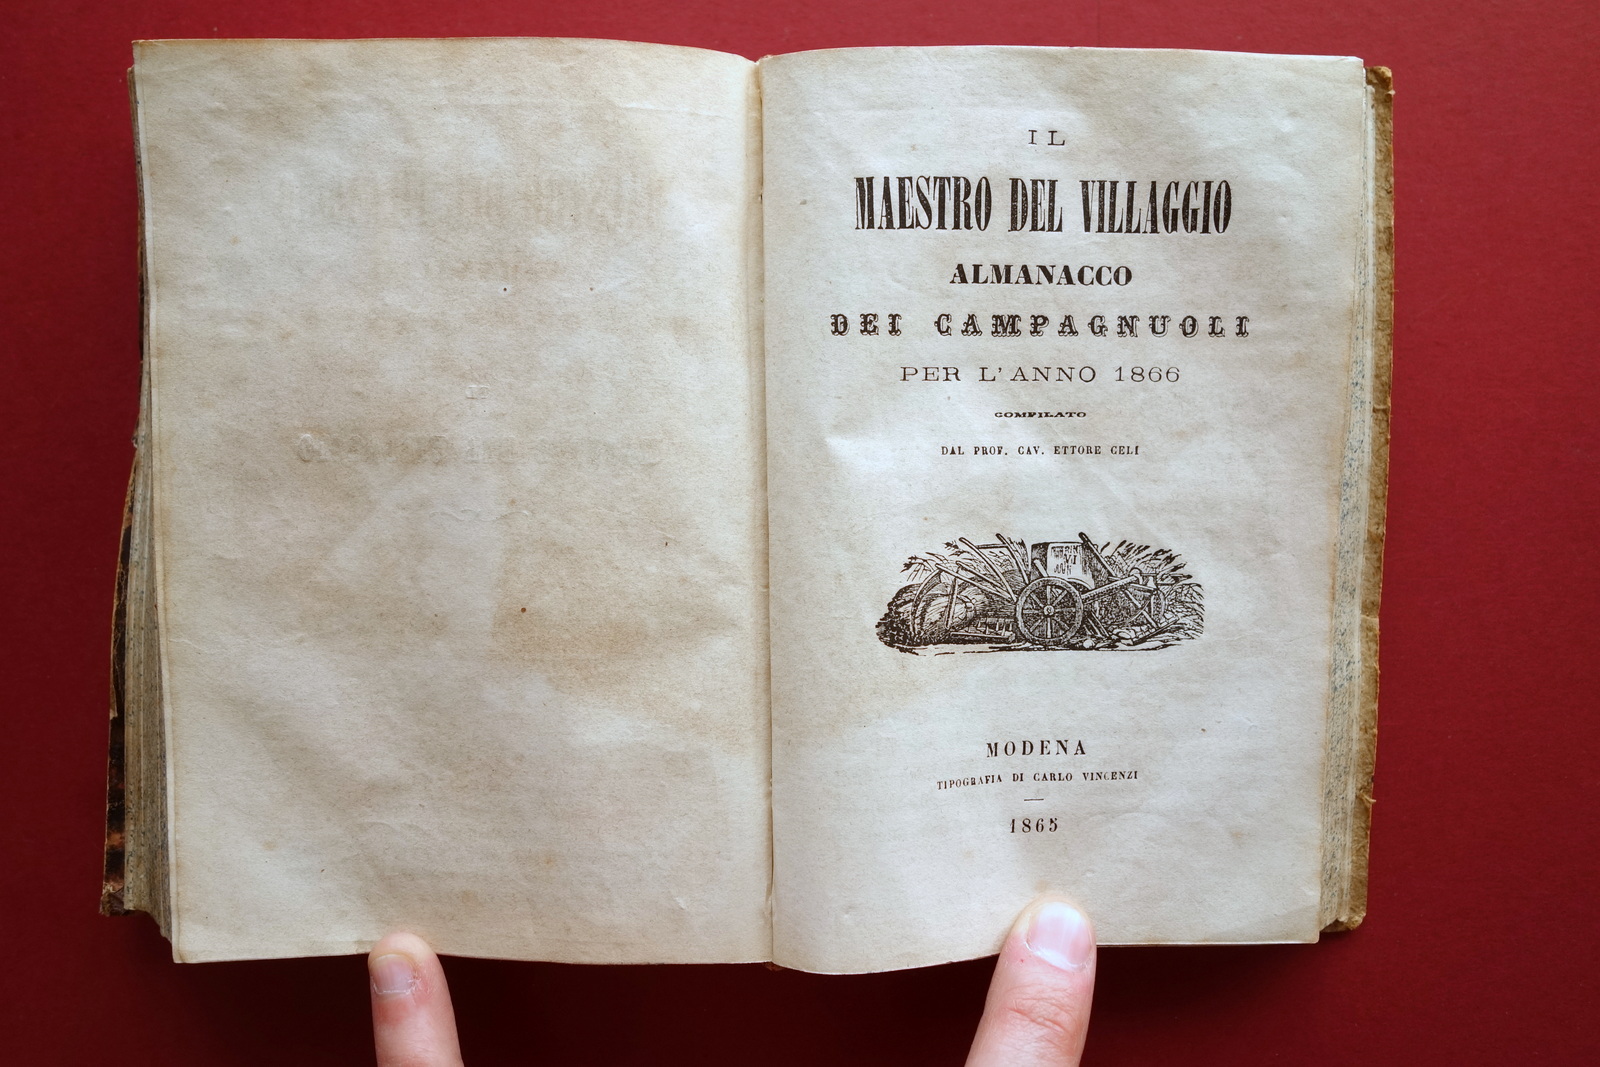 IL
MAESTRO DEL VILLAGGIO
ALMANACCO
DEI CAMPAGNUOLI
PER L'ANNO 1866
COMPILATO
DAL PROF. CAV. ETTORE CELI
MODENA
TIPOGRAFIA DI CARLO VINCENZI
1865